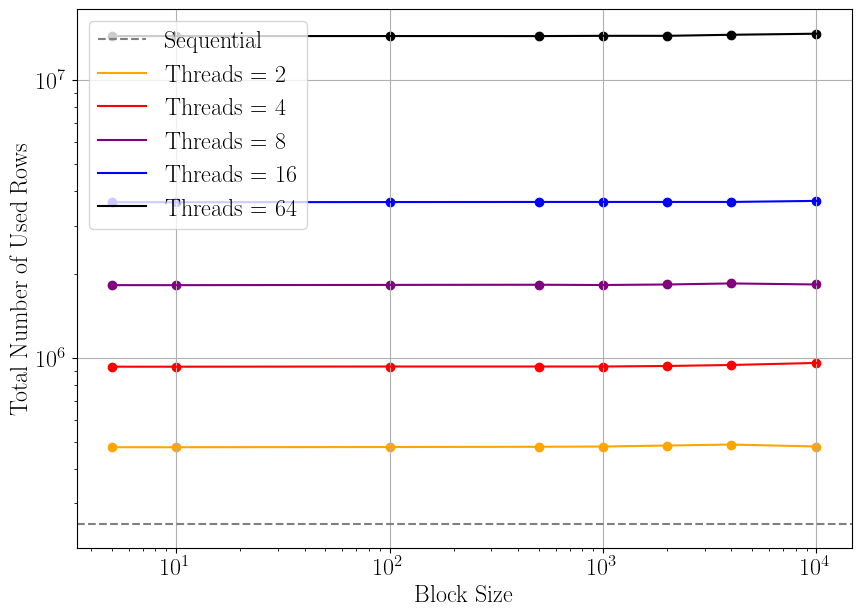 Sequential
Threads = 2
Threads = 4
Threads = 8
Threads = 16
Threads = 64
Total Number of Used Rows
10^7
10^6
10^1
10^2
10^3
10^4
Block Size